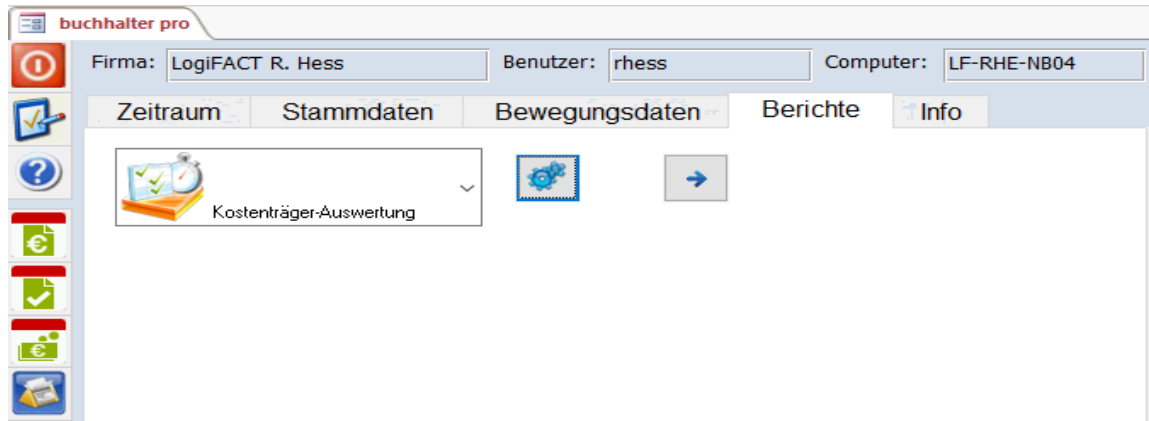 buchhalter pro
Firma: LogiFACT R. Hess Benutzer: rhess Computer: LF-RHE-NB04
Zeitraum Stammdaten Bewegungsdaten Berichte Info
Kostenträger-Auswertung